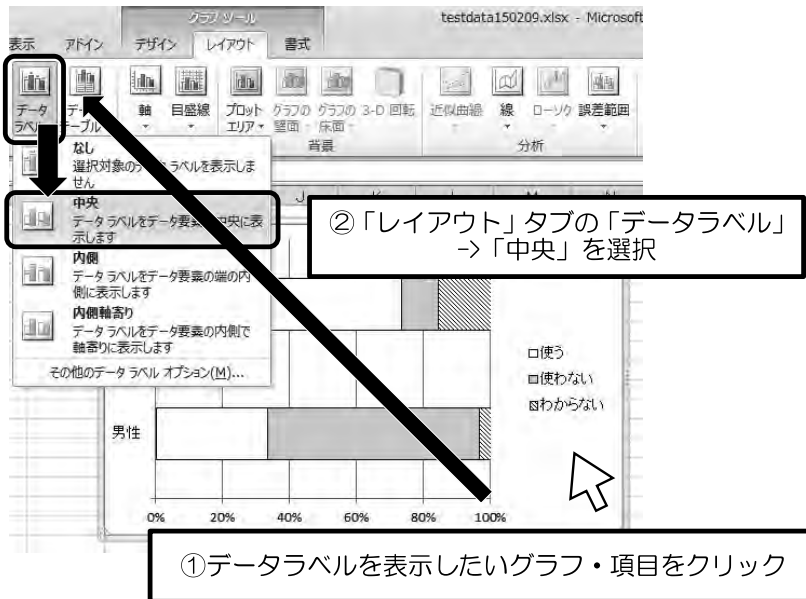 グラフ ツール
testdata150209.xlsx - Microsoft
表示 アドイン デザイン レイアウト 書式
データ ラベル
データ テーブル
軸 目盛線 プロット エリア グラフの 壁面 グラフの 床面 3-D 回転 近似曲線 線 ローソク 誤差範囲
背景 分析
なし
選択対象のデータ ラベルを表示しま
せん
中央
データ ラベルをデータ要素の中央に表
示します
内側
データ ラベルをデータ要素の端の内
側に表示します
内側軸寄り
データ ラベルをデータ要素の内側で
軸寄りに表示します
その他のデータ ラベル オプション(M)...
J K L M N
②「レイアウト」タブの「データラベル」
->「中央」を選択
使う
使わない
わからない
男性
0% 20% 40% 60% 80% 100%
①データラベルを表示したいグラフ・項目をクリック